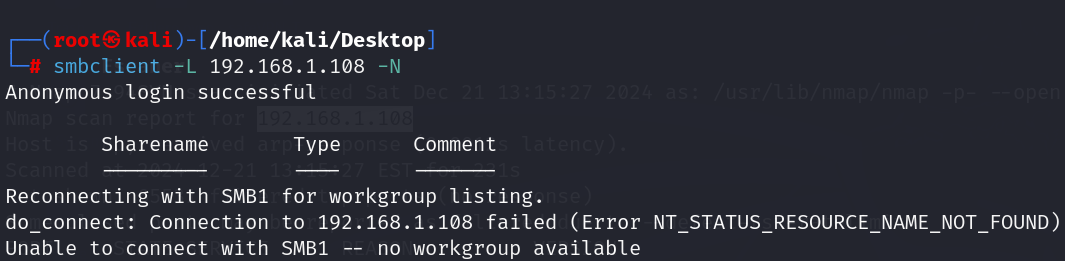 ┌──(root㉿kali)-[/home/kali/Desktop]
└─# smbclient -L 192.168.1.108 -N
Anonymous login successful
Sharename Type Comment
--------- ---- -------
Reconnecting with SMB1 for workgroup listing.
do_connect: Connection to 192.168.1.108 failed (Error NT_STATUS_RESOURCE_NAME_NOT_FOUND)
Unable to connect with SMB1 -- no workgroup available